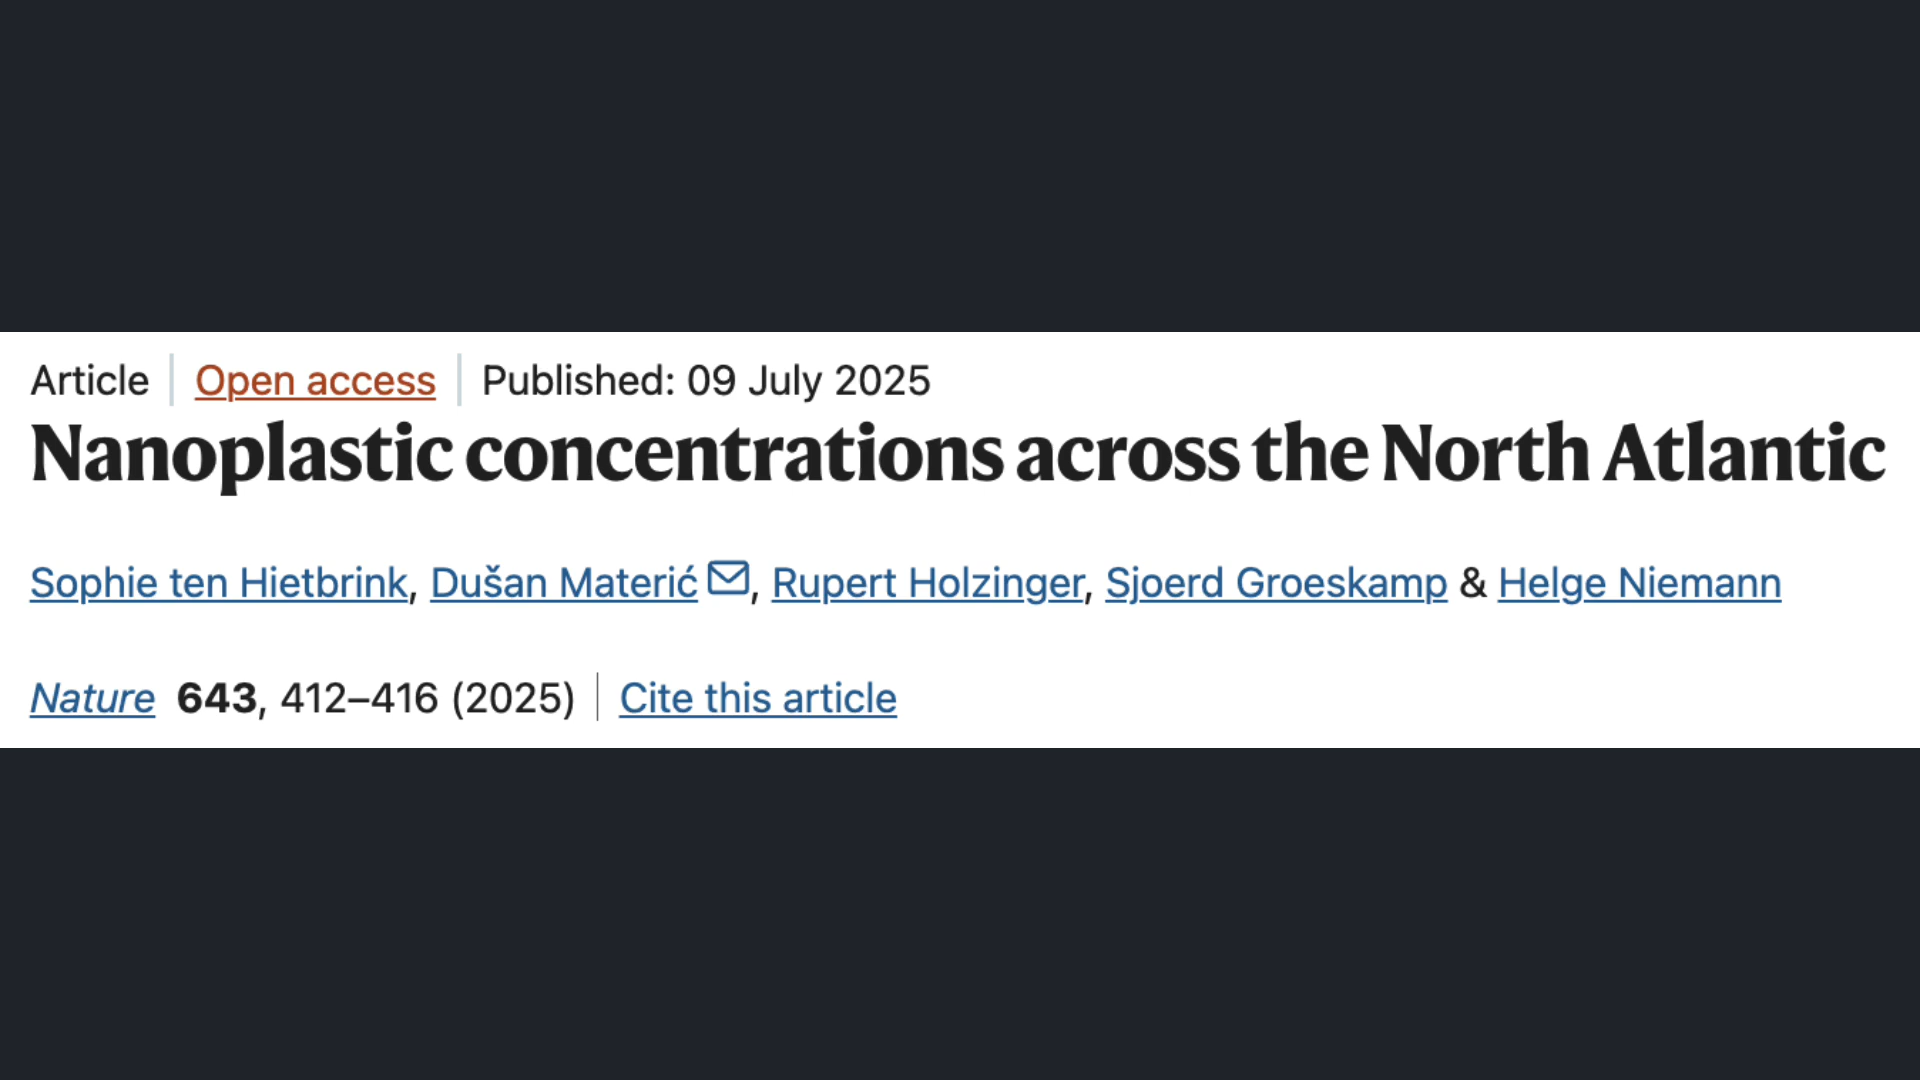 Article | Open access | Published: 09 July 2025
Nanoplastic concentrations across the North Atlantic
Sophie ten Hietbrink, Dušan Materić, Rupert Holzinger, Sjoerd Groeskamp & Helge Niemann
Nature 643, 412–416 (2025) | Cite this article